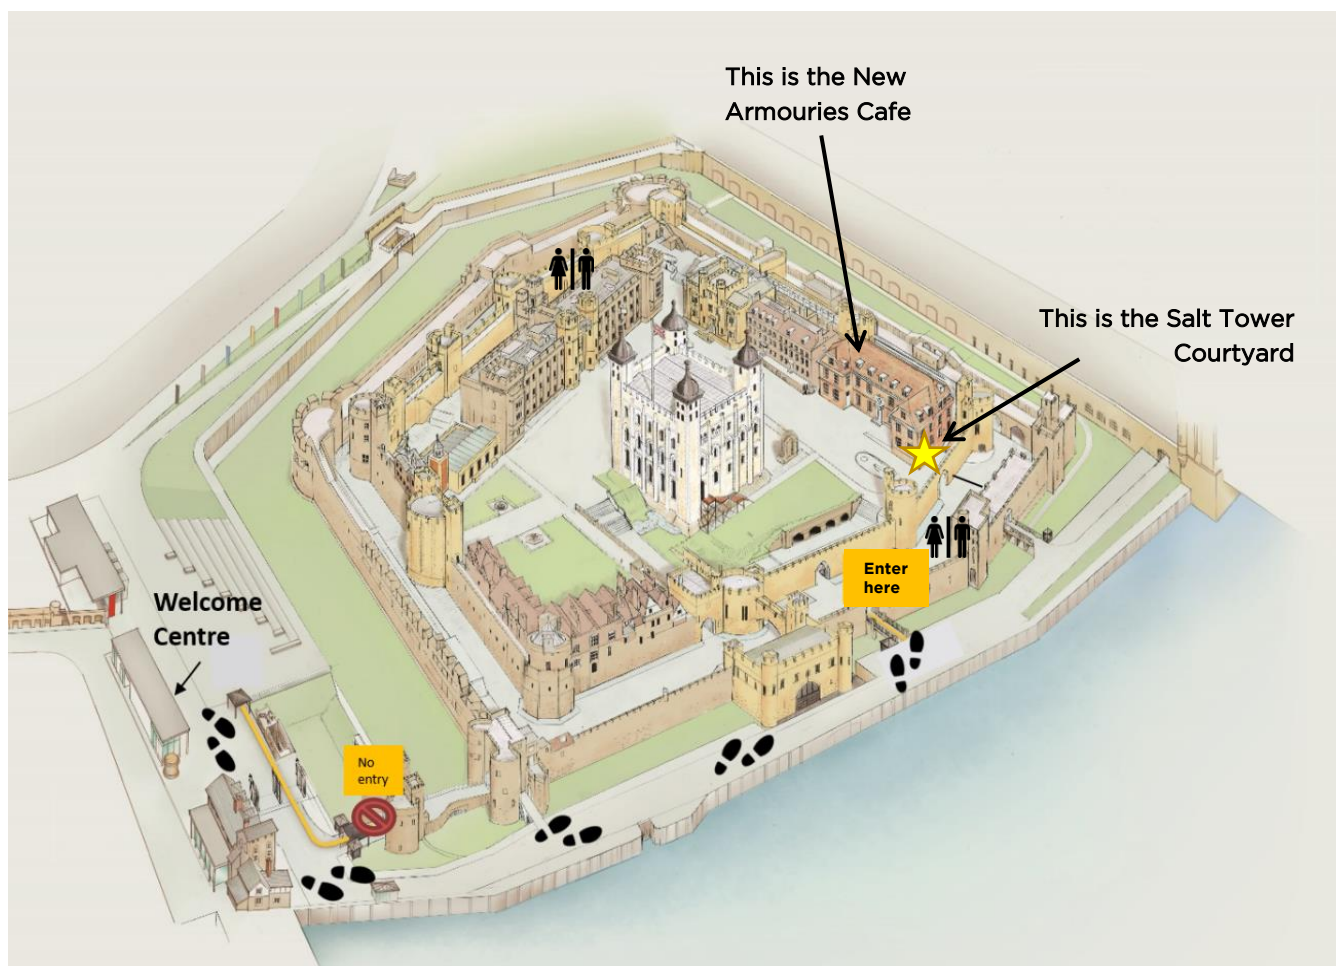 This is the New
Armouries Cafe
This is the Salt Tower
Courtyard
Enter
here
Welcome
Centre
No
entry